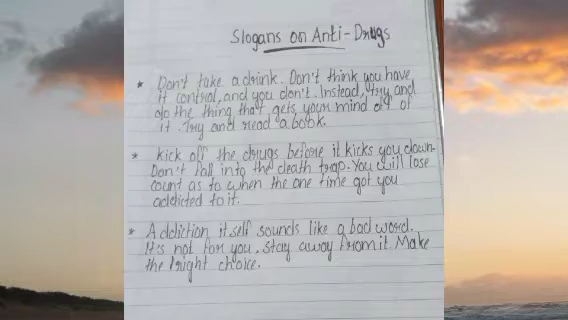 Slogans on Anti-Drugs
* Don't take a drink. Don't think you have
it control, and you don't. Instead, try and
do the thing that gets your mind off of
it. Try and read a book.
* kick off the drugs before it kicks you down.
Don't fall into the death trap. You will lose
count as to when the one time got you
addicted to it.
* Addiction itself sounds like a bad word.
It's not for you, stay away from it. Make
the bright choice.